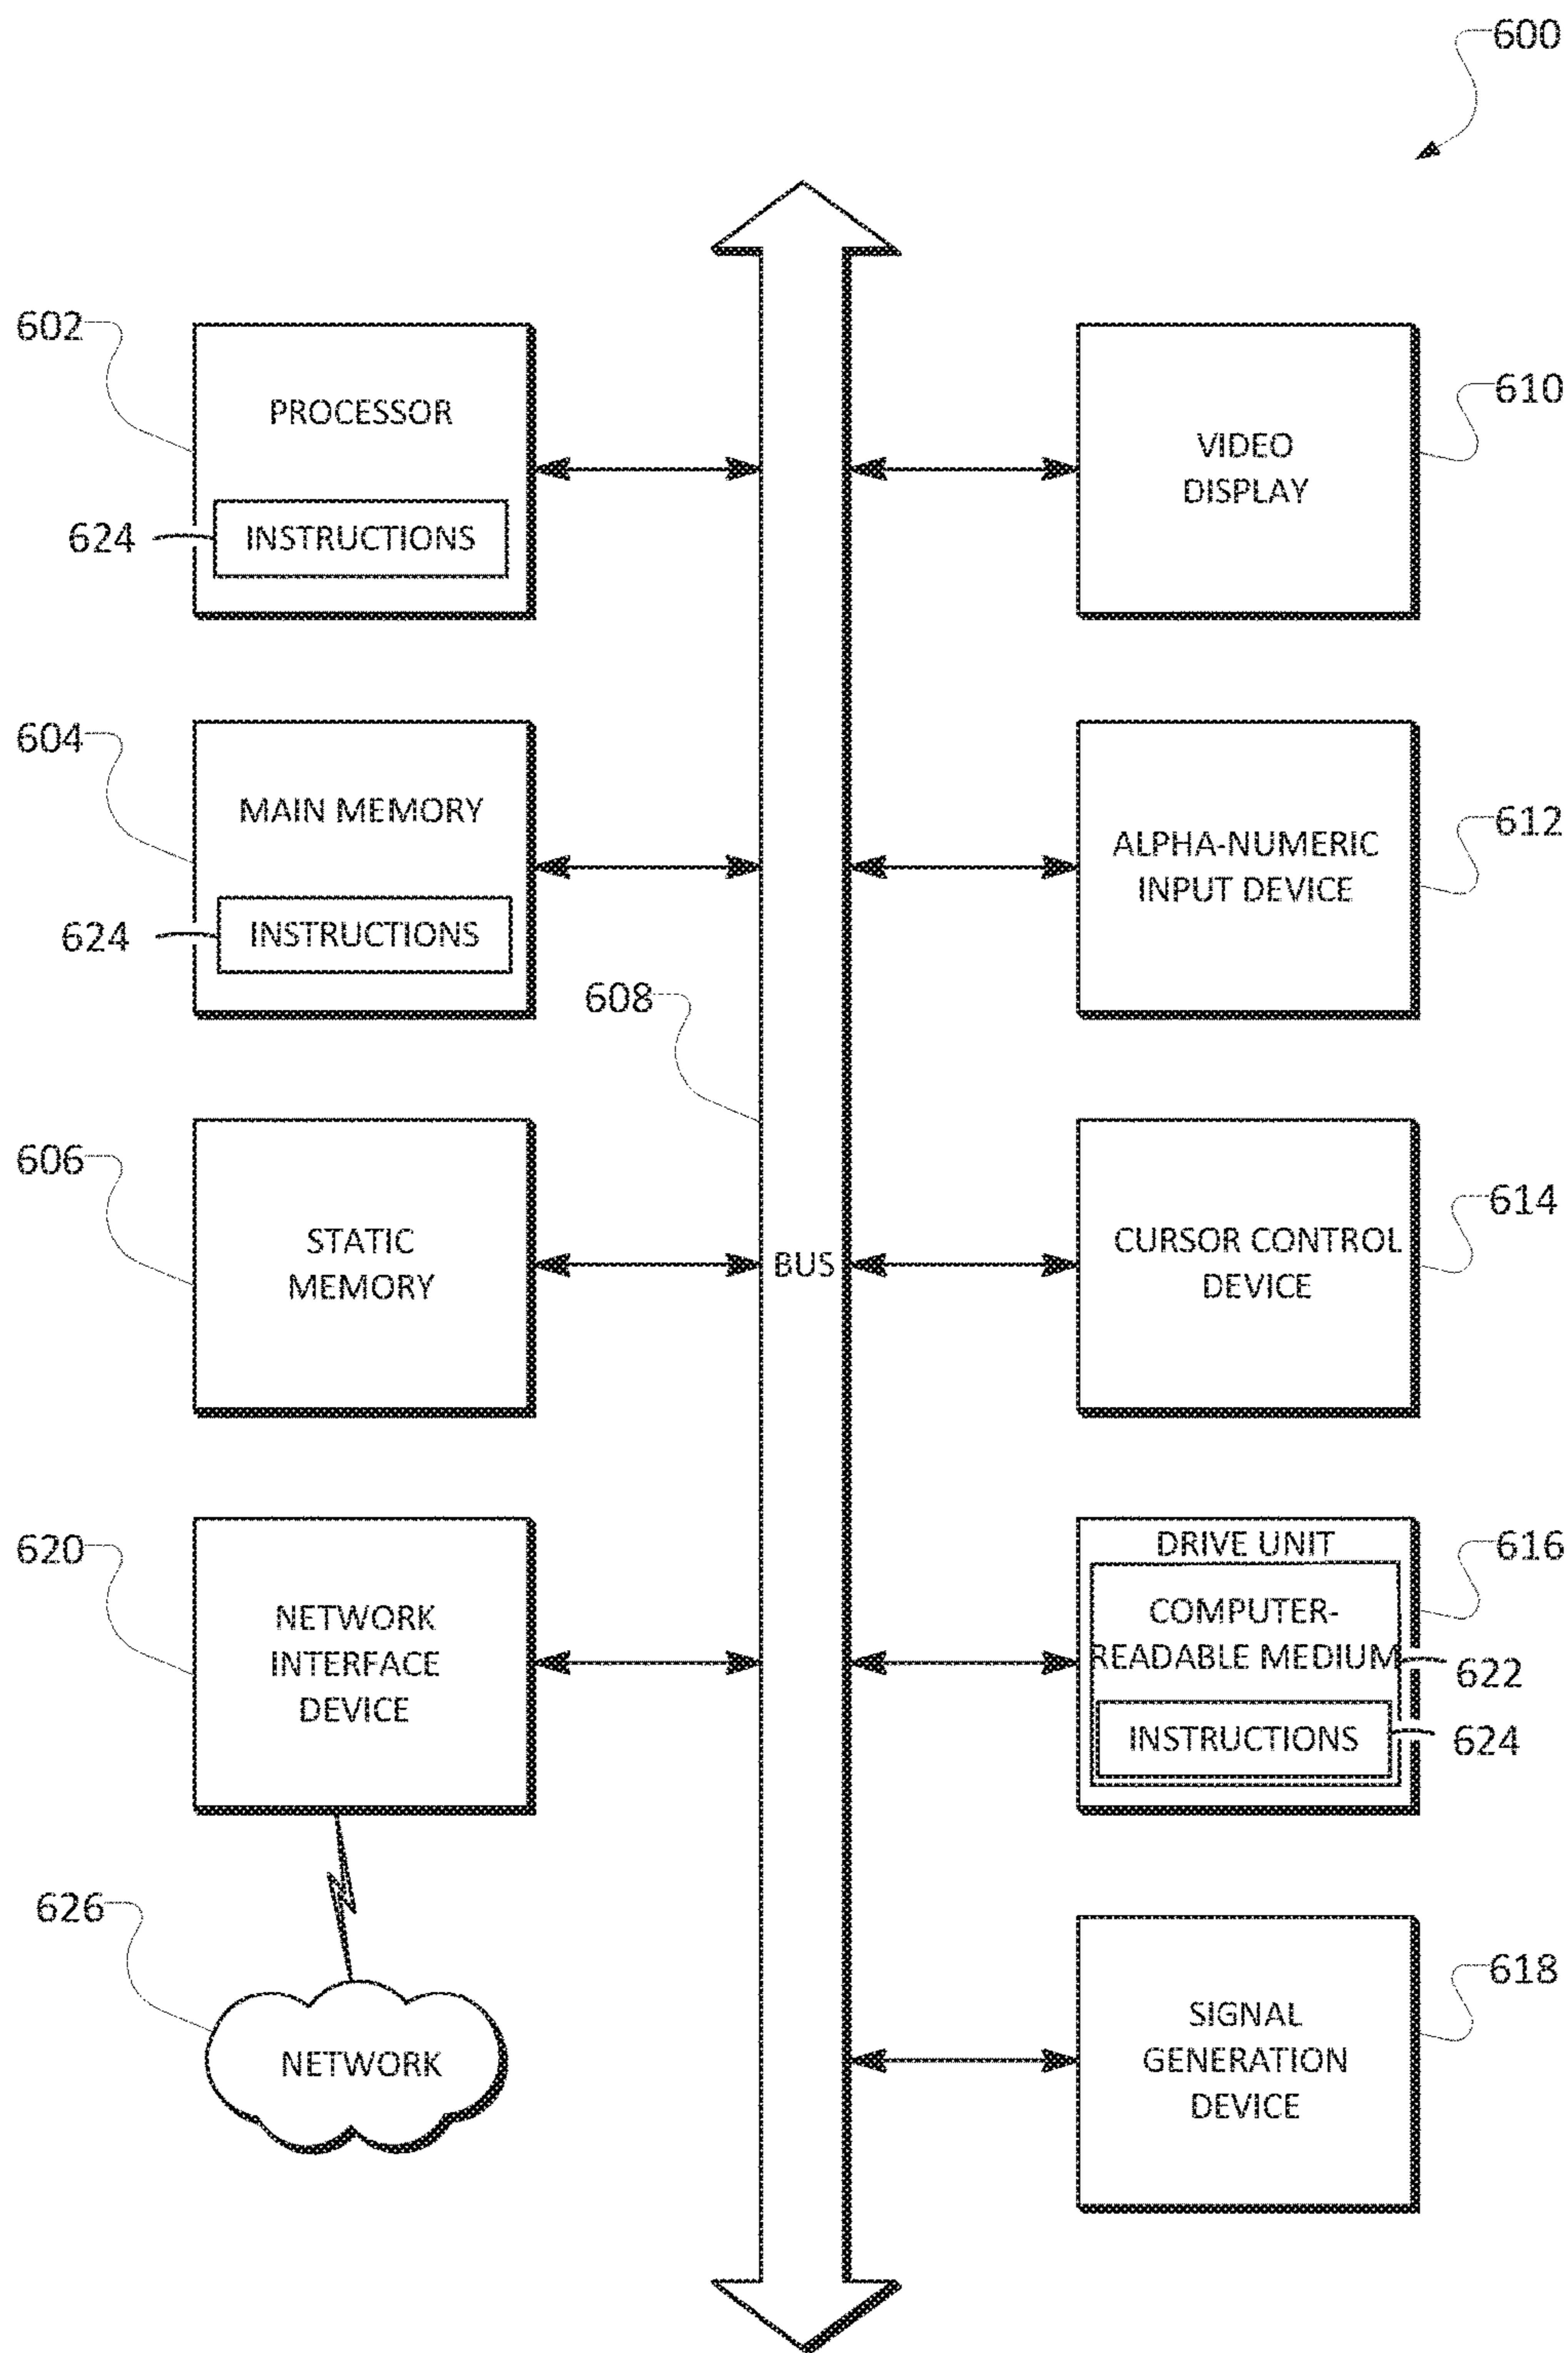 600
602
PROCESSOR
624
INSTRUCTIONS
610
VIDEO
DISPLAY
604
MAIN MEMORY
624
INSTRUCTIONS
612
ALPHA-NUMERIC
INPUT DEVICE
608
BUS
606
STATIC
MEMORY
614
CURSOR CONTROL
DEVICE
620
NETWORK
INTERFACE
DEVICE
616
DRIVE UNIT
COMPUTER-
READABLE MEDIUM
622
INSTRUCTIONS
624
626
NETWORK
618
SIGNAL
GENERATION
DEVICE